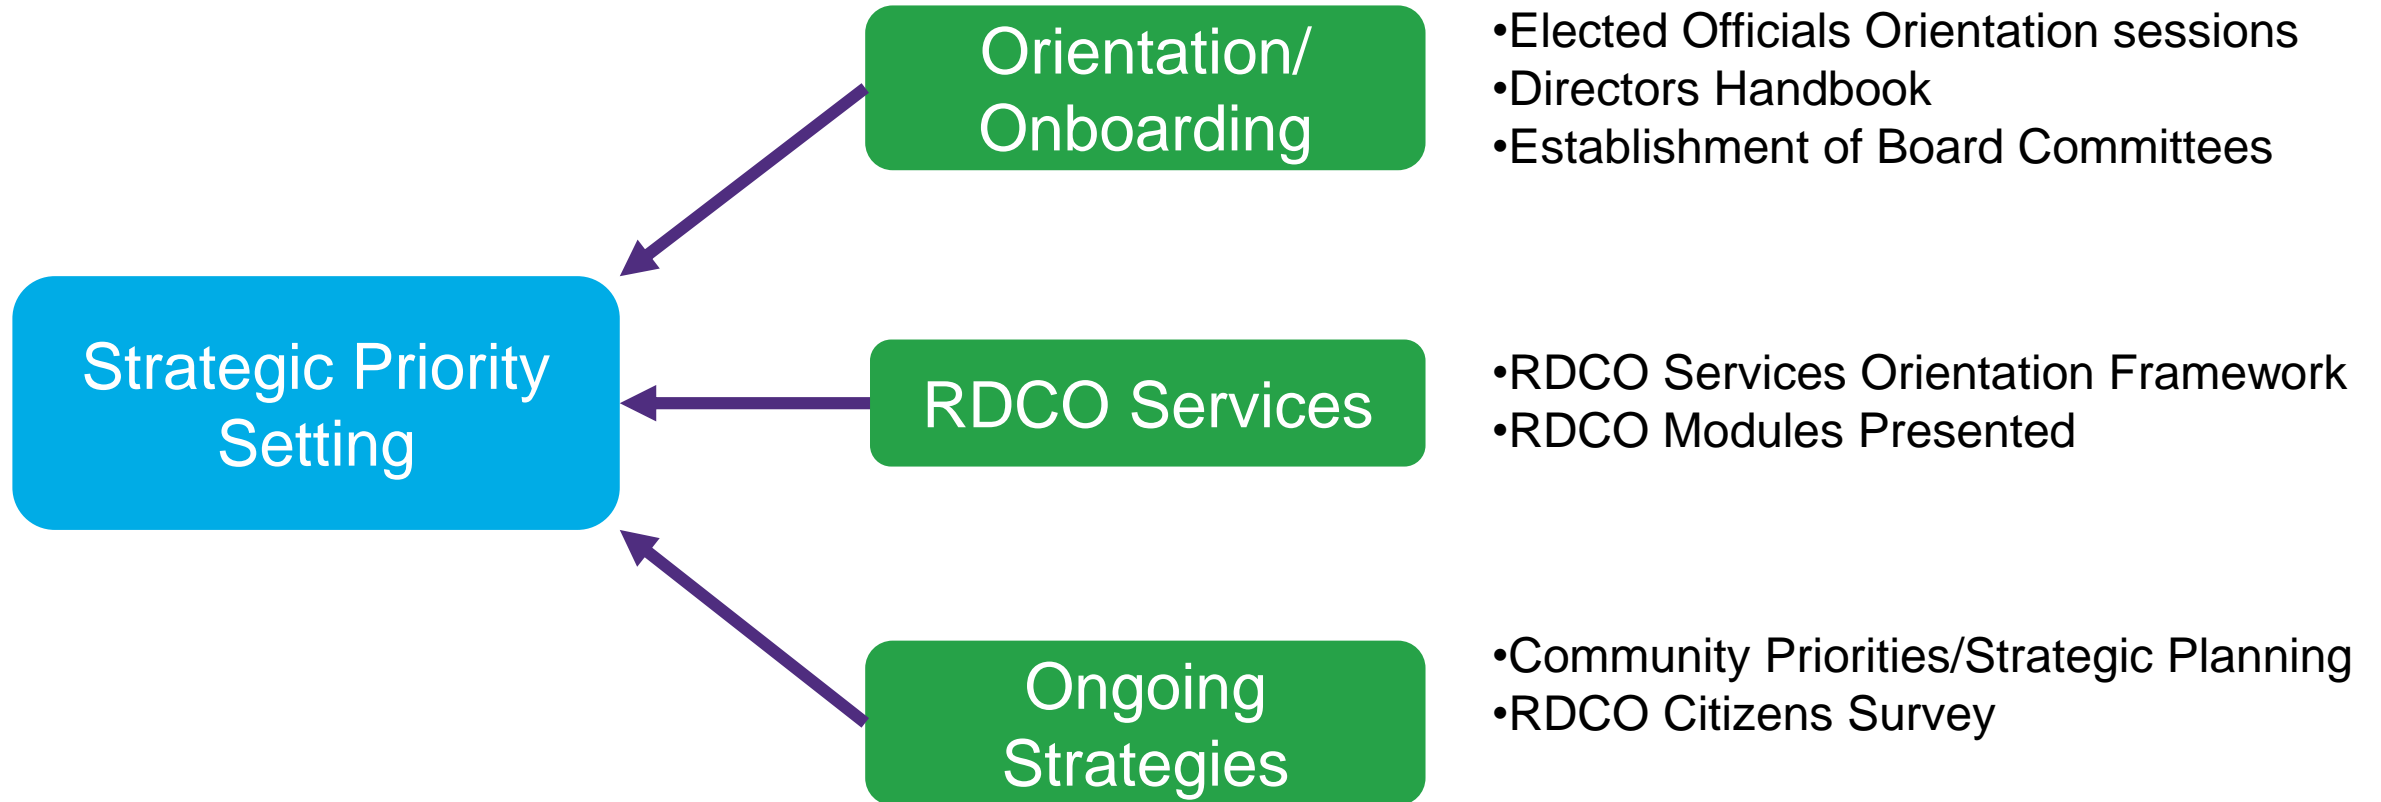 Orientation/
Onboarding
•Elected Officials Orientation sessions
•Directors Handbook
•Establishment of Board Committees
Strategic Priority
Setting
RDCO Services
•RDCO Services Orientation Framework
•RDCO Modules Presented
Ongoing
Strategies
•Community Priorities/Strategic Planning
•RDCO Citizens Survey